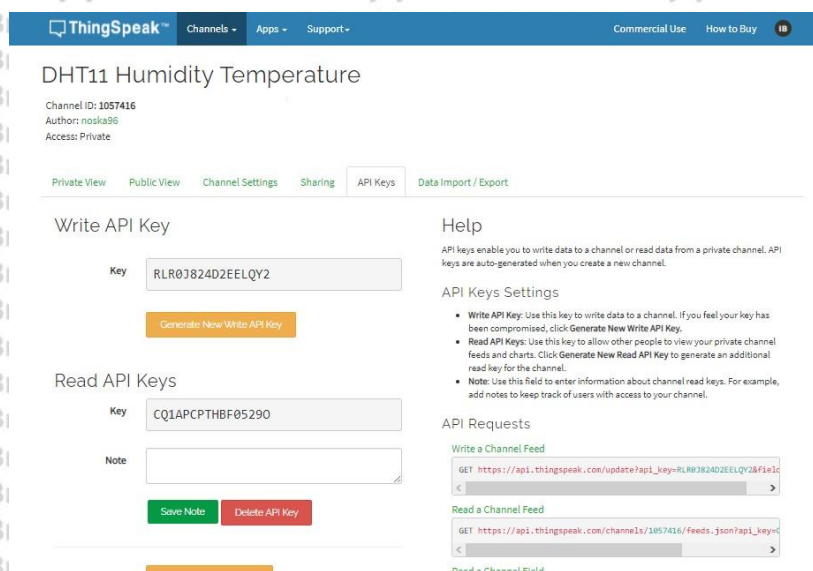 ThingSpeak™ Channels Apps Support Commercial Use How to Buy IB
DHT11 Humidity Temperature
Channel ID: 1057416
Author: noska96
Access: Private
Private View Public View Channel Settings Sharing API Keys Data Import / Export
Write API Key
Key RLR0J824D2EELQY2
Generate New Write API Key
Read API Keys
Key CQ1APCPTHBF0529O
Note
Save Note Delete API Key
Help
API keys enable you to write data to a channel or read data from a private channel. API
keys are auto-generated when you create a new channel.
API Keys Settings
Write API Key: Use this key to write data to a channel. If you feel your key has
been compromised, click Generate New Write API Key.
Read API Keys: Use this key to allow other people to view your private channel
feeds and charts. Click Generate New Read API Key to generate an additional
read key for the channel.
Note: Use this field to enter information about channel read keys. For example,
add notes to keep track of users with access to your channel.
API Requests
Write a Channel Feed
GET https://api.thingspeak.com/update?api_key=RLR0J824D2EELQY2&field
Read a Channel Feed
GET https://api.thingspeak.com/channels/1057416/feeds.json?api_key=C
Read a Channel Field